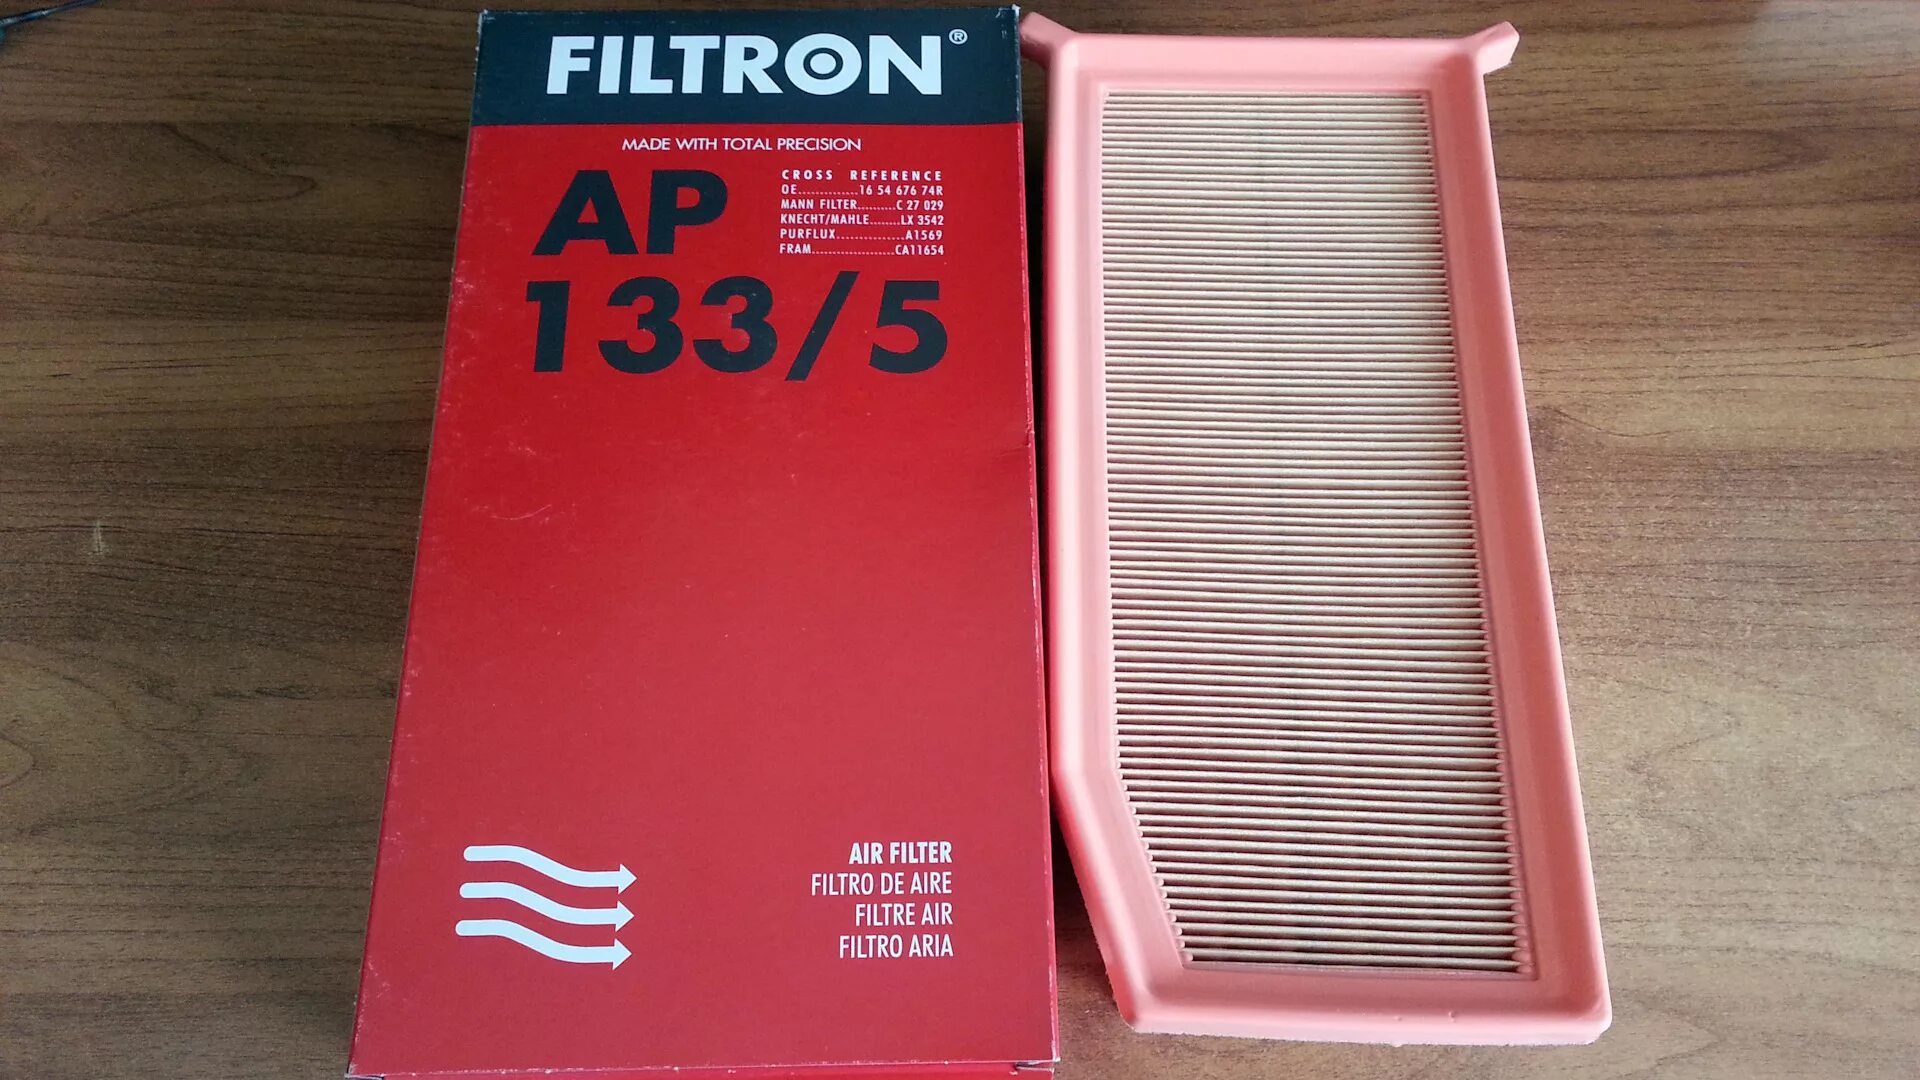 FILTRON®
MADE WITH TOTAL PRECISION
AP
133/5
CROSS REFERENCE
OE..............16 54 676 74R
MANN FILTER..........C 27 029
KNECHT/MAHLE........LX 3542
PURFLUX................A1569
FRAM....................CA11654
AIR FILTER
FILTRO DE AIRE
FILTRE AIR
FILTRO ARIA